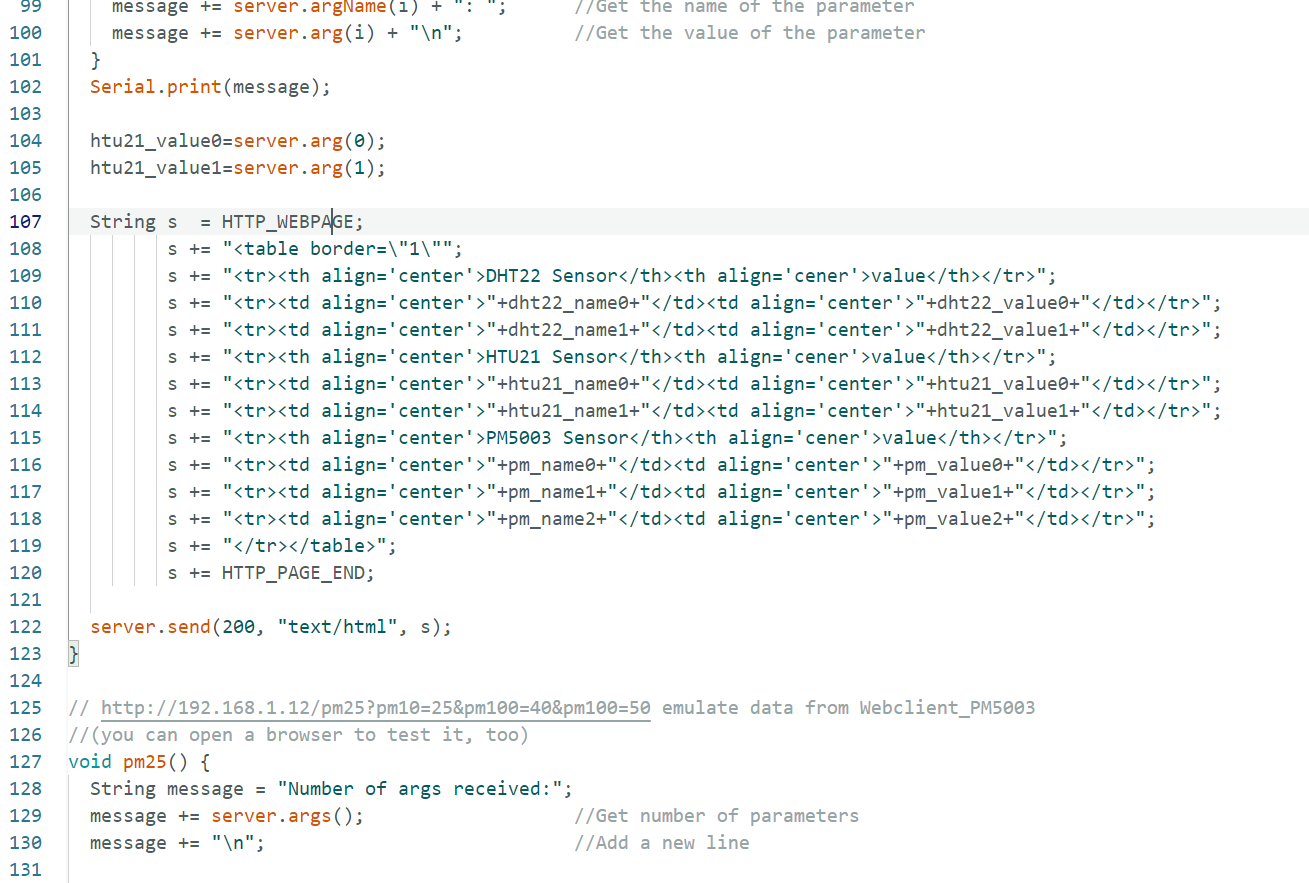 99 message += server.argName(i) + ": "; //Get the name of the parameter
100 message += server.arg(i) + "\n"; //Get the value of the parameter
101 }
102 Serial.print(message);
103
104 htu21_value0=server.arg(0);
105 htu21_value1=server.arg(1);
106
107 String s  = HTTP_WEBPAGE;
108 s += "<table border=\"1\"";
109 s += "<tr><th align='center'>DHT22 Sensor</th><th align='cener'>value</th></tr>";
110 s += "<tr><td align='center'>"+dht22_name0+"</td><td align='center'>"+dht22_value0+"</td></tr>";
111 s += "<tr><td align='center'>"+dht22_name1+"</td><td align='center'>"+dht22_value1+"</td></tr>";
112 s += "<tr><th align='center'>HTU21 Sensor</th><th align='cener'>value</th></tr>";
113 s += "<tr><td align='center'>"+htu21_name0+"</td><td align='center'>"+htu21_value0+"</td></tr>";
114 s += "<tr><td align='center'>"+htu21_name1+"</td><td align='center'>"+htu21_value1+"</td></tr>";
115 s += "<tr><th align='center'>PM5003 Sensor</th><th align='cener'>value</th></tr>";
116 s += "<tr><td align='center'>"+pm_name0+"</td><td align='center'>"+pm_value0+"</td></tr>";
117 s += "<tr><td align='center'>"+pm_name1+"</td><td align='center'>"+pm_value1+"</td></tr>";
118 s += "<tr><td align='center'>"+pm_name2+"</td><td align='center'>"+pm_value2+"</td></tr>";
119 s += "</tr></table>";
120 s += HTTP_PAGE_END;
121
122 server.send(200, "text/html", s);
123 }
124
125 // http://192.168.1.12/pm25?pm10=25&pm100=40&pm100=50 emulate data from Webclient_PM5003
126 //(you can open a browser to test it, too)
127 void pm25() {
128 String message = "Number of args received:";
129 message += server.args(); //Get number of parameters
130 message += "\n"; //Add a new line
131